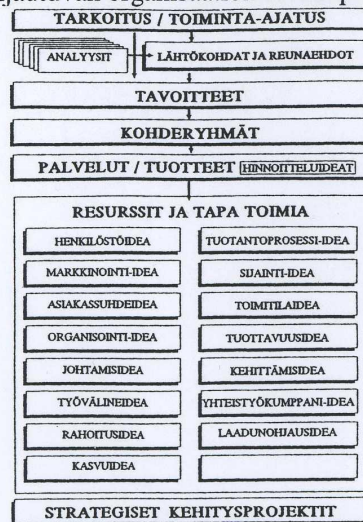 TARKOITUS / TOIMINTA-AJATUS
ANALYYSIT
LÄHTÖKOHDAT JA REUNAEHDOT
TAVOITTEET
KOHDERYHMÄT
PALVELUT / TUOTTEET HINNOITTELUIDEAT
RESURSSIT JA TAPA TOIMIA
HENKILÖSTÖIDEA
TUOTANTOPROSESSI-IDEA
MARKKINOINTI-IDEA
SIJAINTI-IDEA
ASIAKASSUHDEIDEA
TOIMITILAIDEA
ORGANISOINTI-IDEA
TUOTTAVUUSIDEA
JOHTAMISIDEA
KEHITTÄMISIDEA
TYÖVÄLINEIDEA
YHTEISTYÖKUMPPANI-IDEA
RAHOITUSIDEA
LAADUNOHJAUSIDEA
KASVUIDEA
STRATEGISET KEHITYSPROJEKTIT